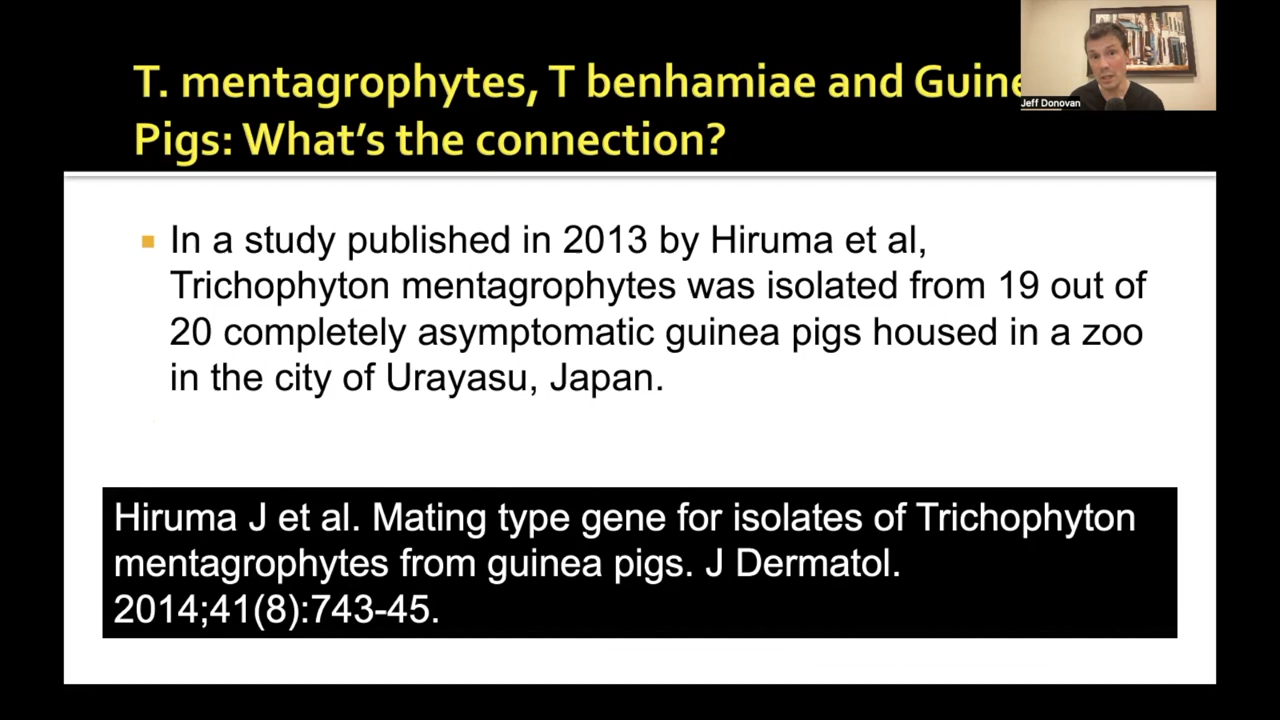 T. mentagrophytes, T benhamiae and Guine
Pigs: What's the connection?
Jeff Donovan
In a study published in 2013 by Hiruma et al,
Trichophyton mentagrophytes was isolated from 19 out of
20 completely asymptomatic guinea pigs housed in a zoo
in the city of Urayasu, Japan.
Hiruma J et al. Mating type gene for isolates of Trichophyton
mentagrophytes from guinea pigs. J Dermatol.
2014;41(8):743-45.